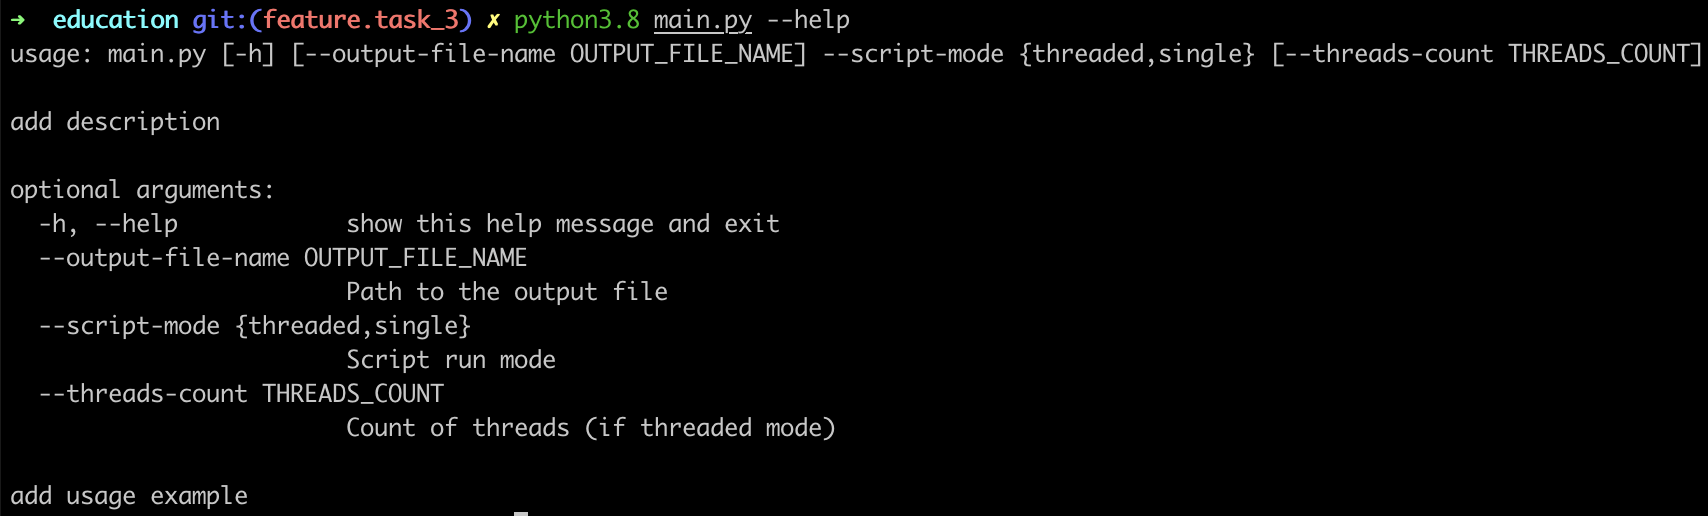 ➜  education git:(feature.task_3) ✗ python3.8 main.py --help
usage: main.py [-h] [--output-file-name OUTPUT_FILE_NAME] --script-mode {threaded,single} [--threads-count THREADS_COUNT]
add description
optional arguments:
  -h, --help            show this help message and exit
  --output-file-name OUTPUT_FILE_NAME
                        Path to the output file
  --script-mode {threaded,single}
                        Script run mode
  --threads-count THREADS_COUNT
                        Count of threads (if threaded mode)
add usage example